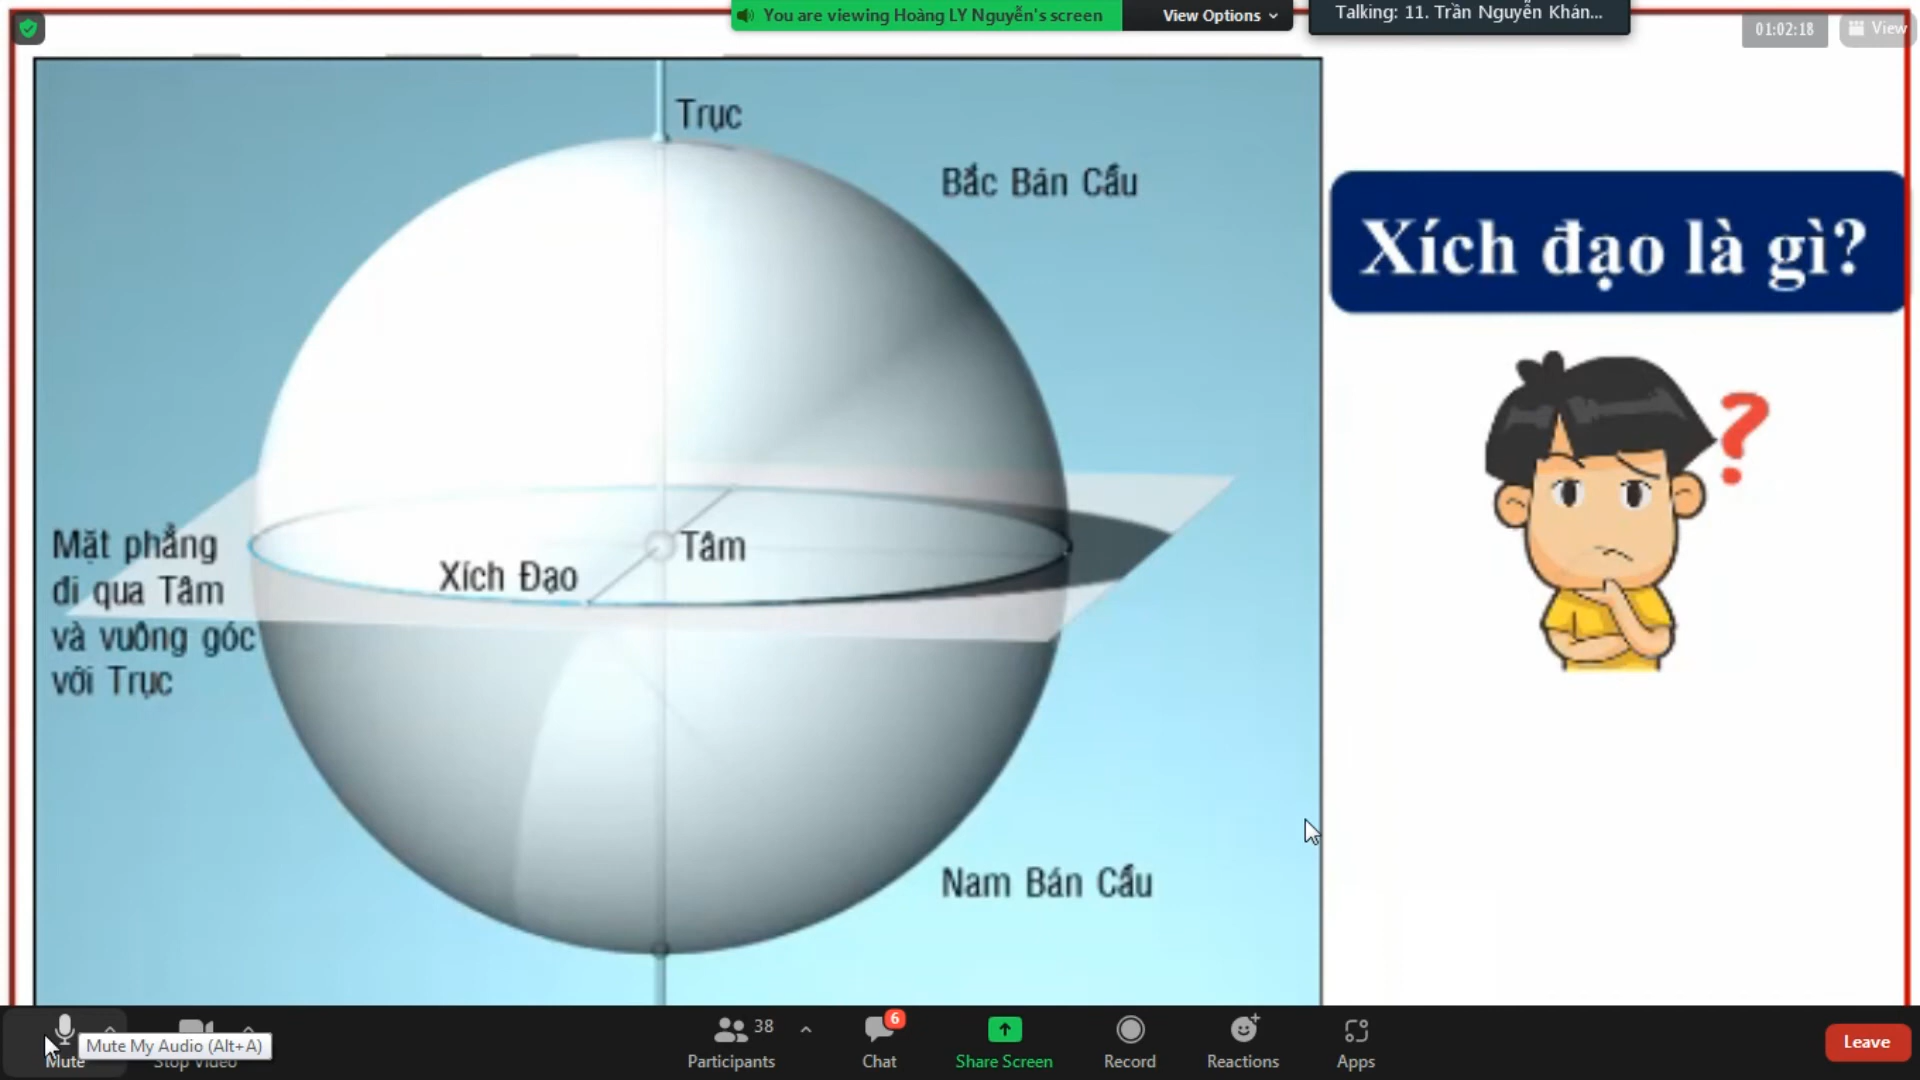 You are viewing Hoàng LY Nguyễn's screen
View Options
Talking: 11. Trần Nguyễn Khán...
01:02:18
View
Trục
Bắc Bán Cầu
Xích đạo là gì?
?
Mặt phẳng
đi qua Tâm
và vuông góc
với Trục
Xích Đạo
Tâm
Nam Bán Cầu
Mute
Mute My Audio (Alt+A)
Stop Video
38
Participants
6
Chat
Share Screen
Record
Reactions
Apps
Leave